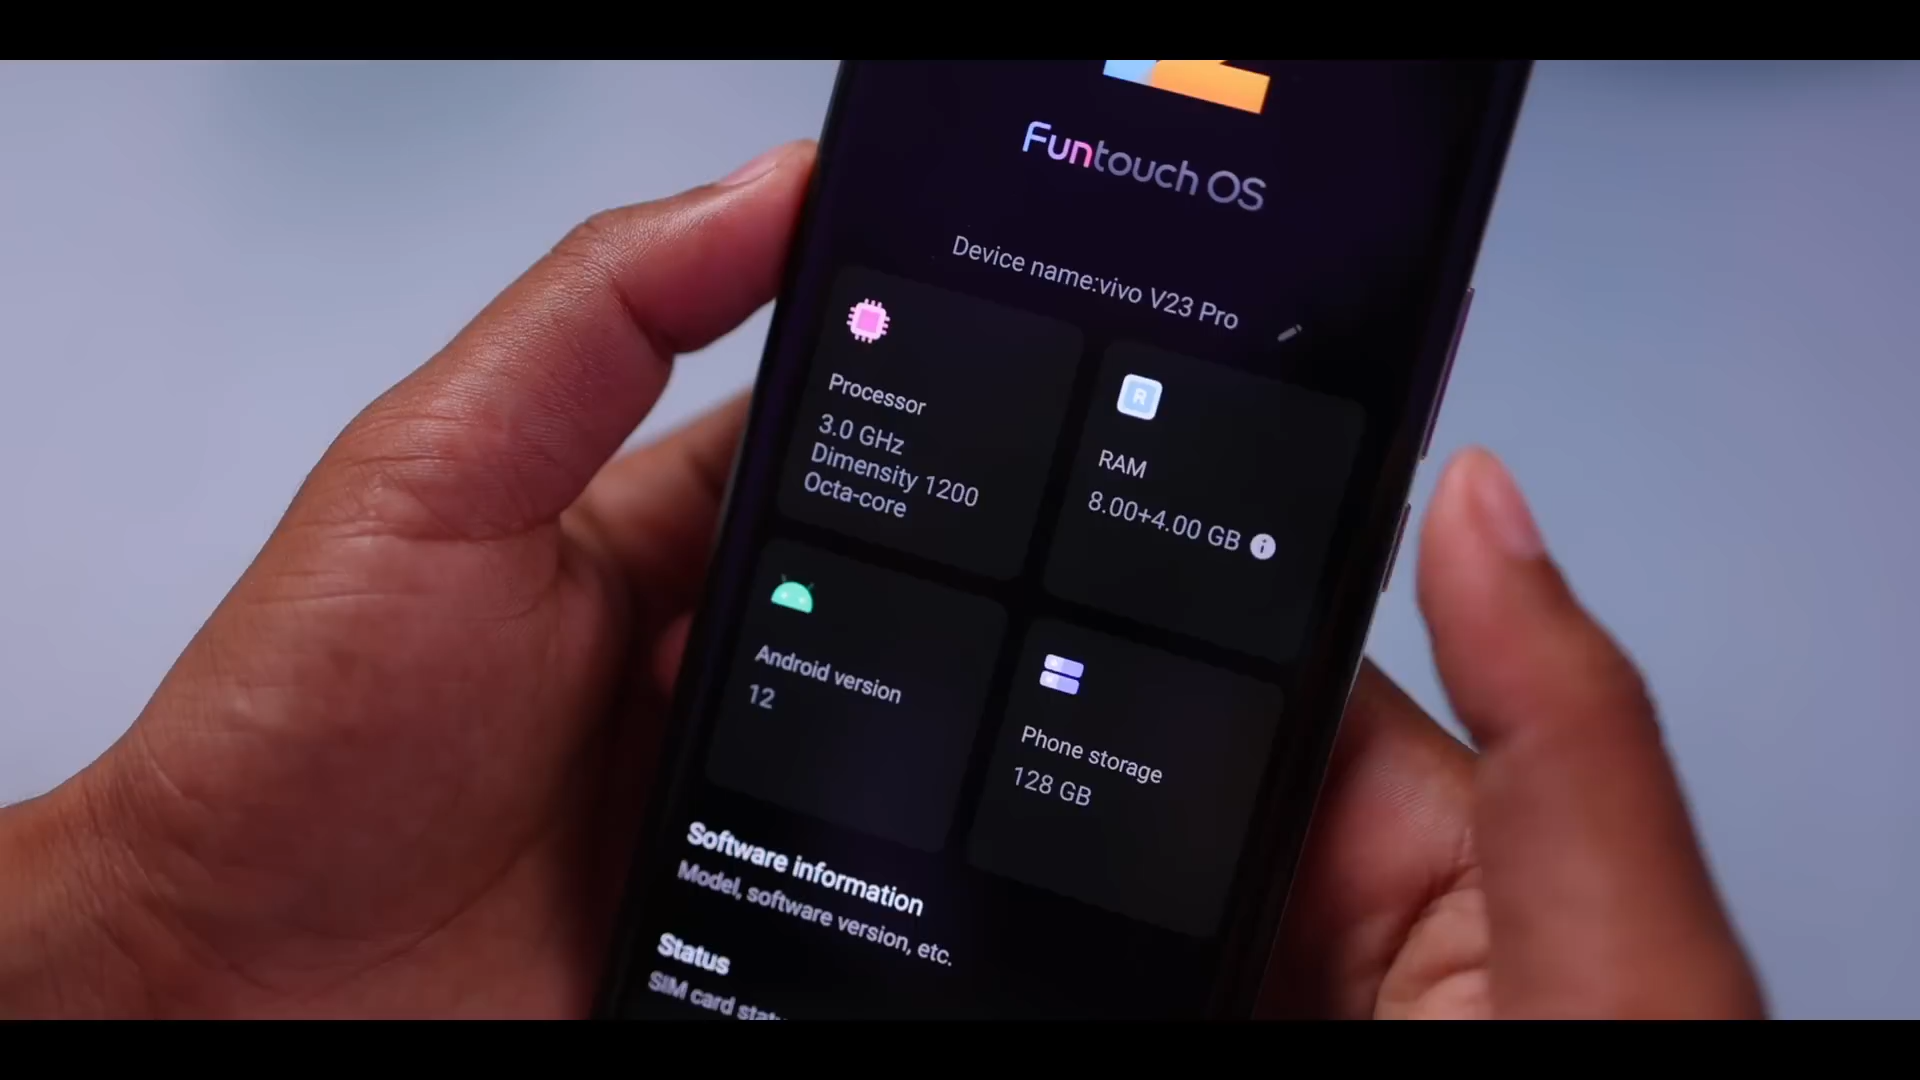 Funtouch OS
Device name:vivo V23 Pro
Processor
3.0 GHz
Dimensity 1200
Octa-core
R
RAM
8.00+4.00 GB
Android version
12
Phone storage
128 GB
Software information
Model, software version, etc.
Status
SIM card